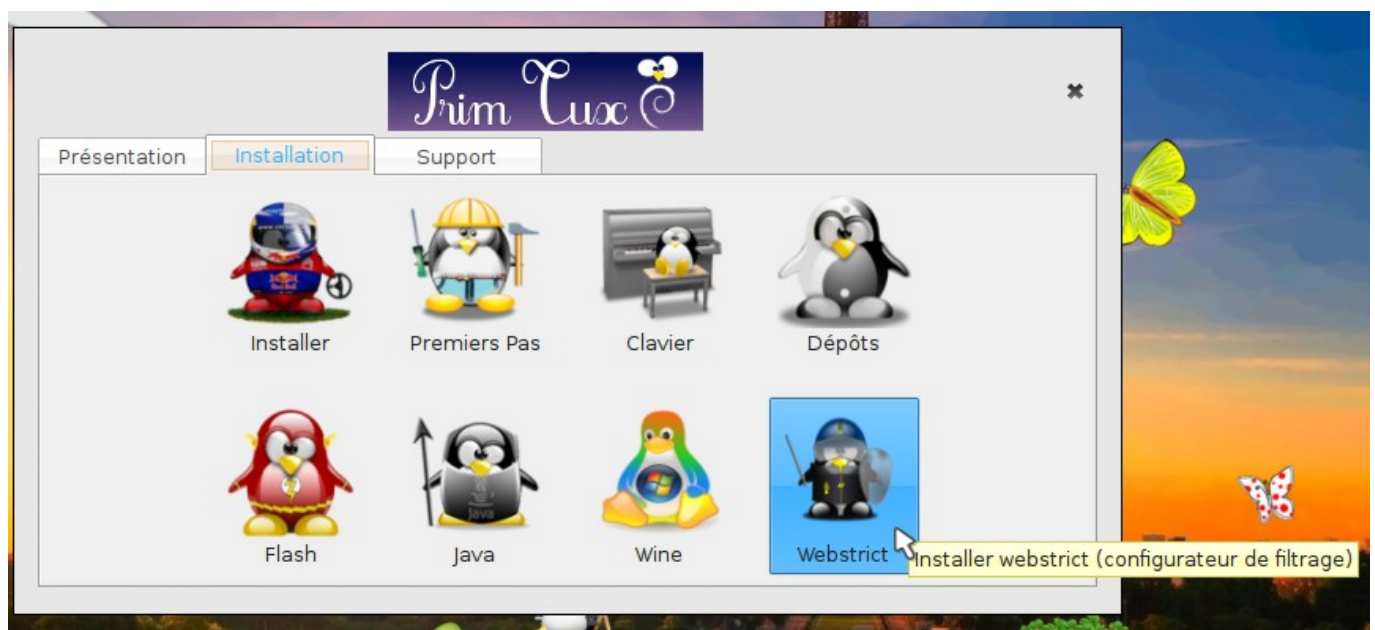 Prim Tux
Présentation
Installation
Support
Installer
Premiers Pas
Clavier
Dépôts
Java
Flash
Java
Wine
Webstrict
Installer webstrict (configurateur de filtrage)